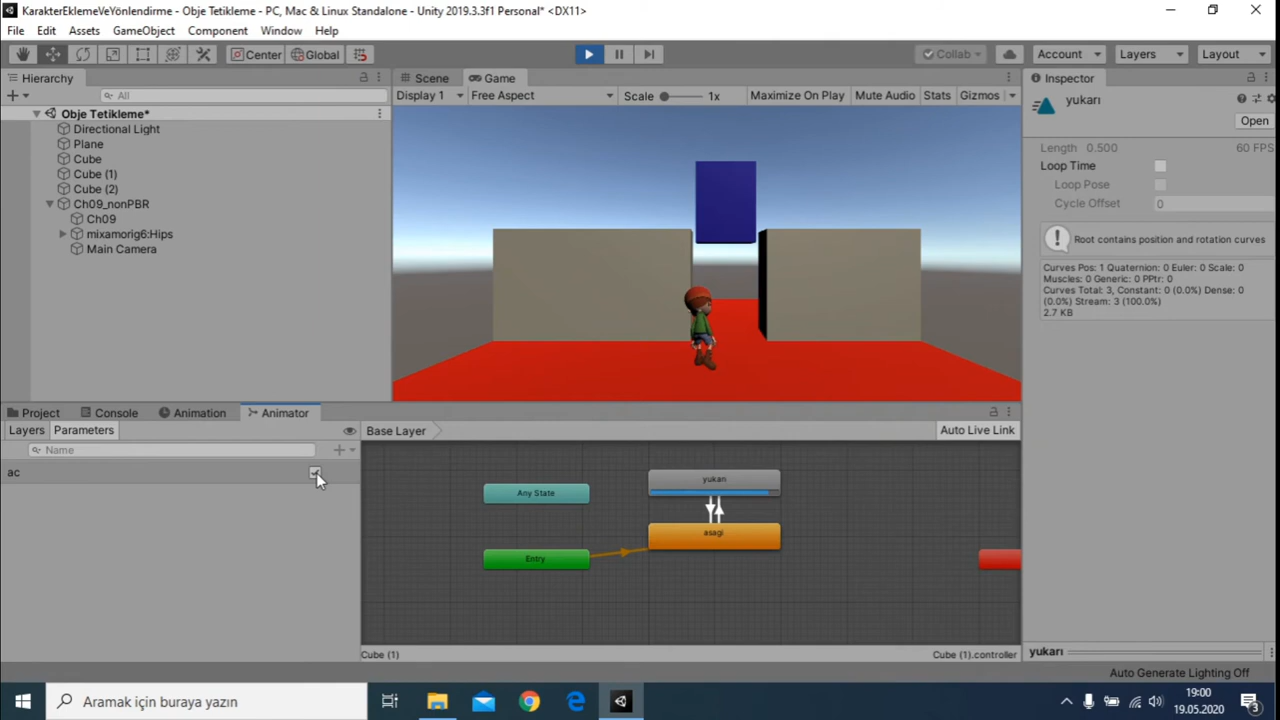 KarakterEklemeVeYönlendirme - Obje Tetikleme - PC, Mac & Linux Standalone - Unity 2019.3.3f1 Personal* <DX11>
File Edit Assets GameObject Component Window Help
Center Global Collab Account Layers Layout
Hierarchy
All
Obje Tetikleme*
Directional Light
Plane
Cube
Cube (1)
Cube (2)
Ch09_nonPBR
Ch09
mixamorig6:Hips
Main Camera
Scene Game
Display 1 Free Aspect Scale 1x Maximize On Play Mute Audio Stats Gizmos
Inspector
yukarı
Open
Length 0.500 60 FPS
Loop Time
Loop Pose
Cycle Offset 0
Root contains position and rotation curves
Curves Pos: 1 Quaternion: 0 Euler: 0 Scale: 0
Muscles: 0 Generic: 0 PPtr: 0
Curves Total: 3, Constant: 0 (0.0%) Dense: 0
(0.0%) Stream: 3 (100.0%)
2.7 KB
Project Console Animation Animator
Layers Parameters
Base Layer
Auto Live Link
Name
ac
Any State
yukarı
asagi
Entry
Cube (1)
Cube (1).controller
yukarı
Auto Generate Lighting Off
Aramak için buraya yazın
19:00
19.05.2020
3